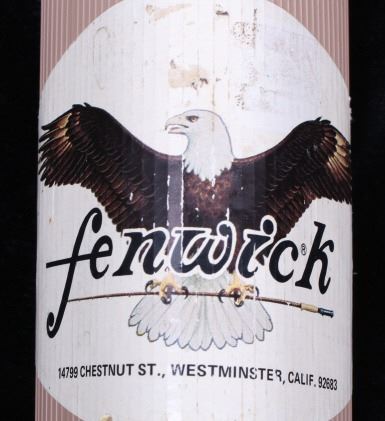 fenwick®
14799 CHESTNUT ST., WESTMINSTER, CALIF. 92683